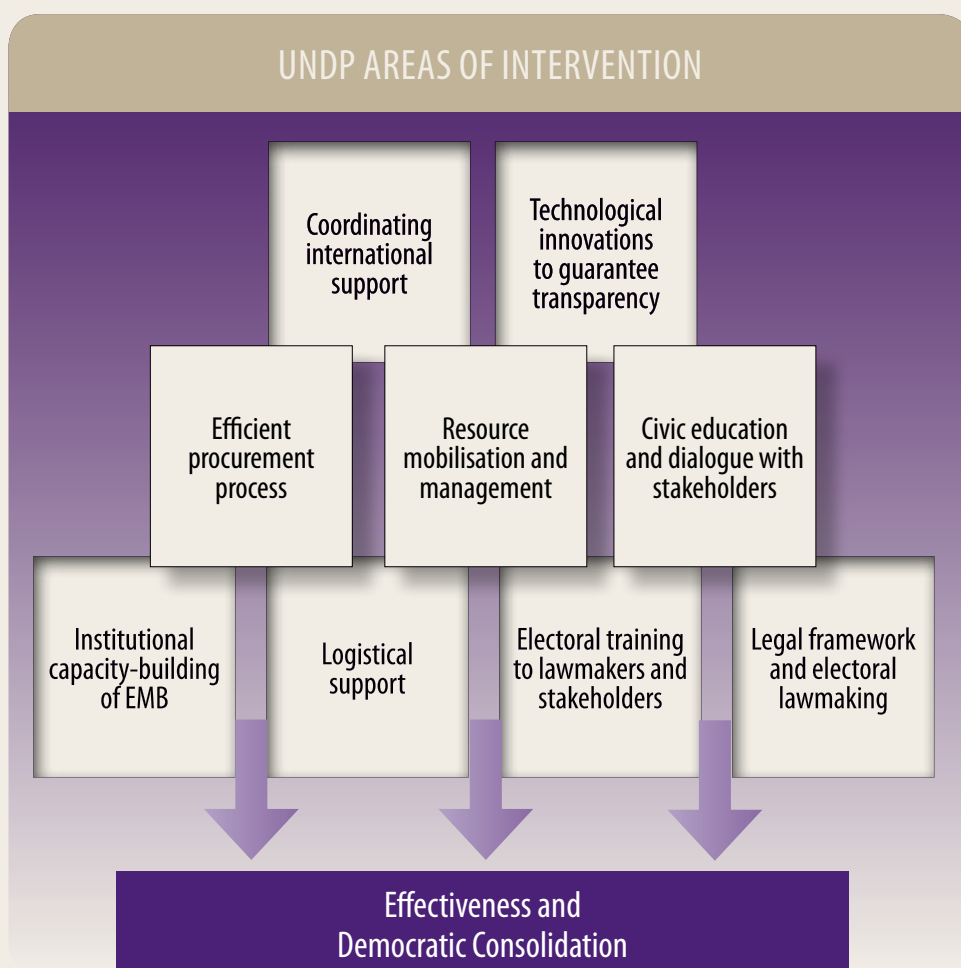 UNDP AREAS OF INTERVENTION
Coordinating
international
support
Technological
innovations
to guarantee
transparency
Efficient
procurement
process
Resource
mobilisation and
management
Civic education
and dialogue with
stakeholders
Institutional
capacity-building
of EMB
Logistical
support
Electoral training
to lawmakers and
stakeholders
Legal framework
and electoral
lawmaking
Effectiveness and
Democratic Consolidation